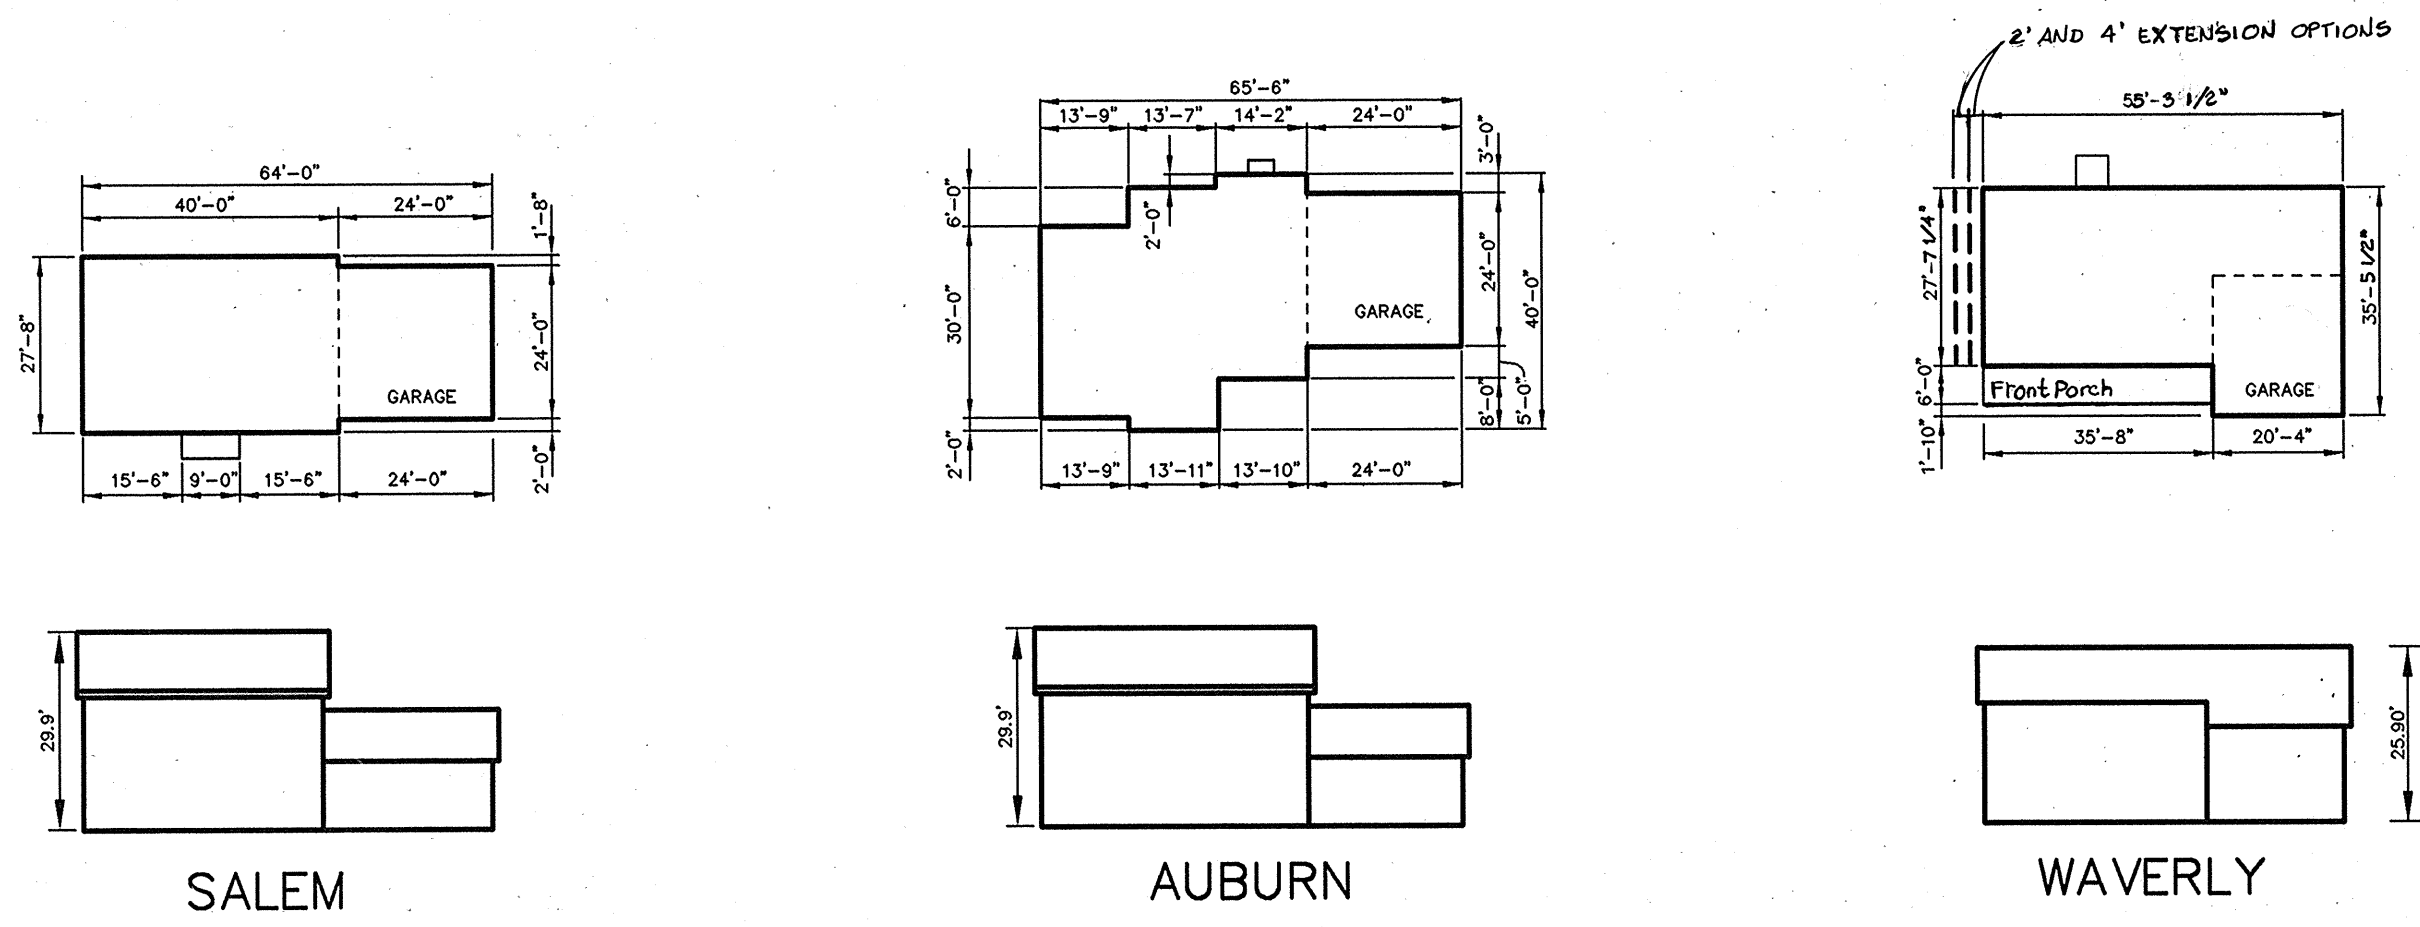 2' AND 4' EXTENSION OPTIONS
64'-0"
40'-0" 24'-0"
1'-8"
27'-8"
24'-0"
GARAGE
15'-6" 9'-0" 15'-6" 24'-0"
2'-0"
29.9'
SALEM
65'-6"
13'-9" 13'-7" 14'-2" 24'-0"
3'-0"
6'-0"
2'-0"
30'-0"
24'-0"
40'-0"
GARAGE
8'-0"
5'-0"
2'-0"
13'-9" 13'-11" 13'-10" 24'-0"
29.9'
AUBURN
55'-3 1/2"
27'-7 1/4"
35'-5 1/2"
6'-0"
Front Porch
GARAGE
1'-10"
35'-8" 20'-4"
25.90'
WAVERLY